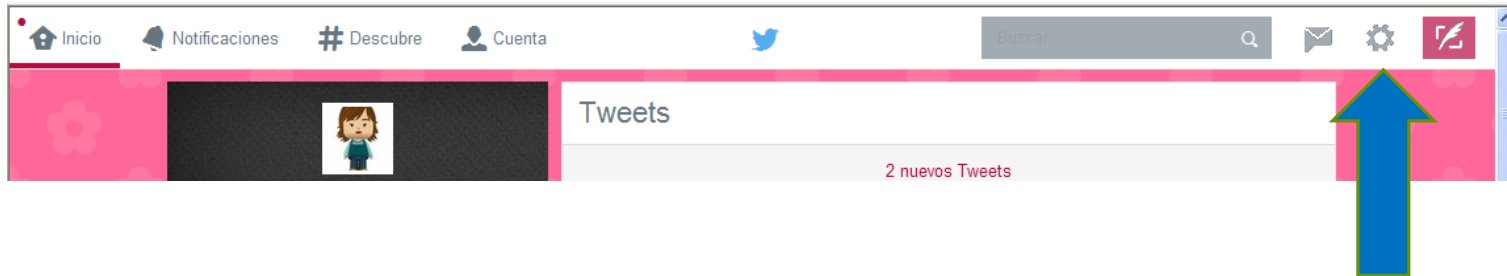 Inicio Notificaciones # Descubre Cuenta Buscar
Tweets
2 nuevos Tweets